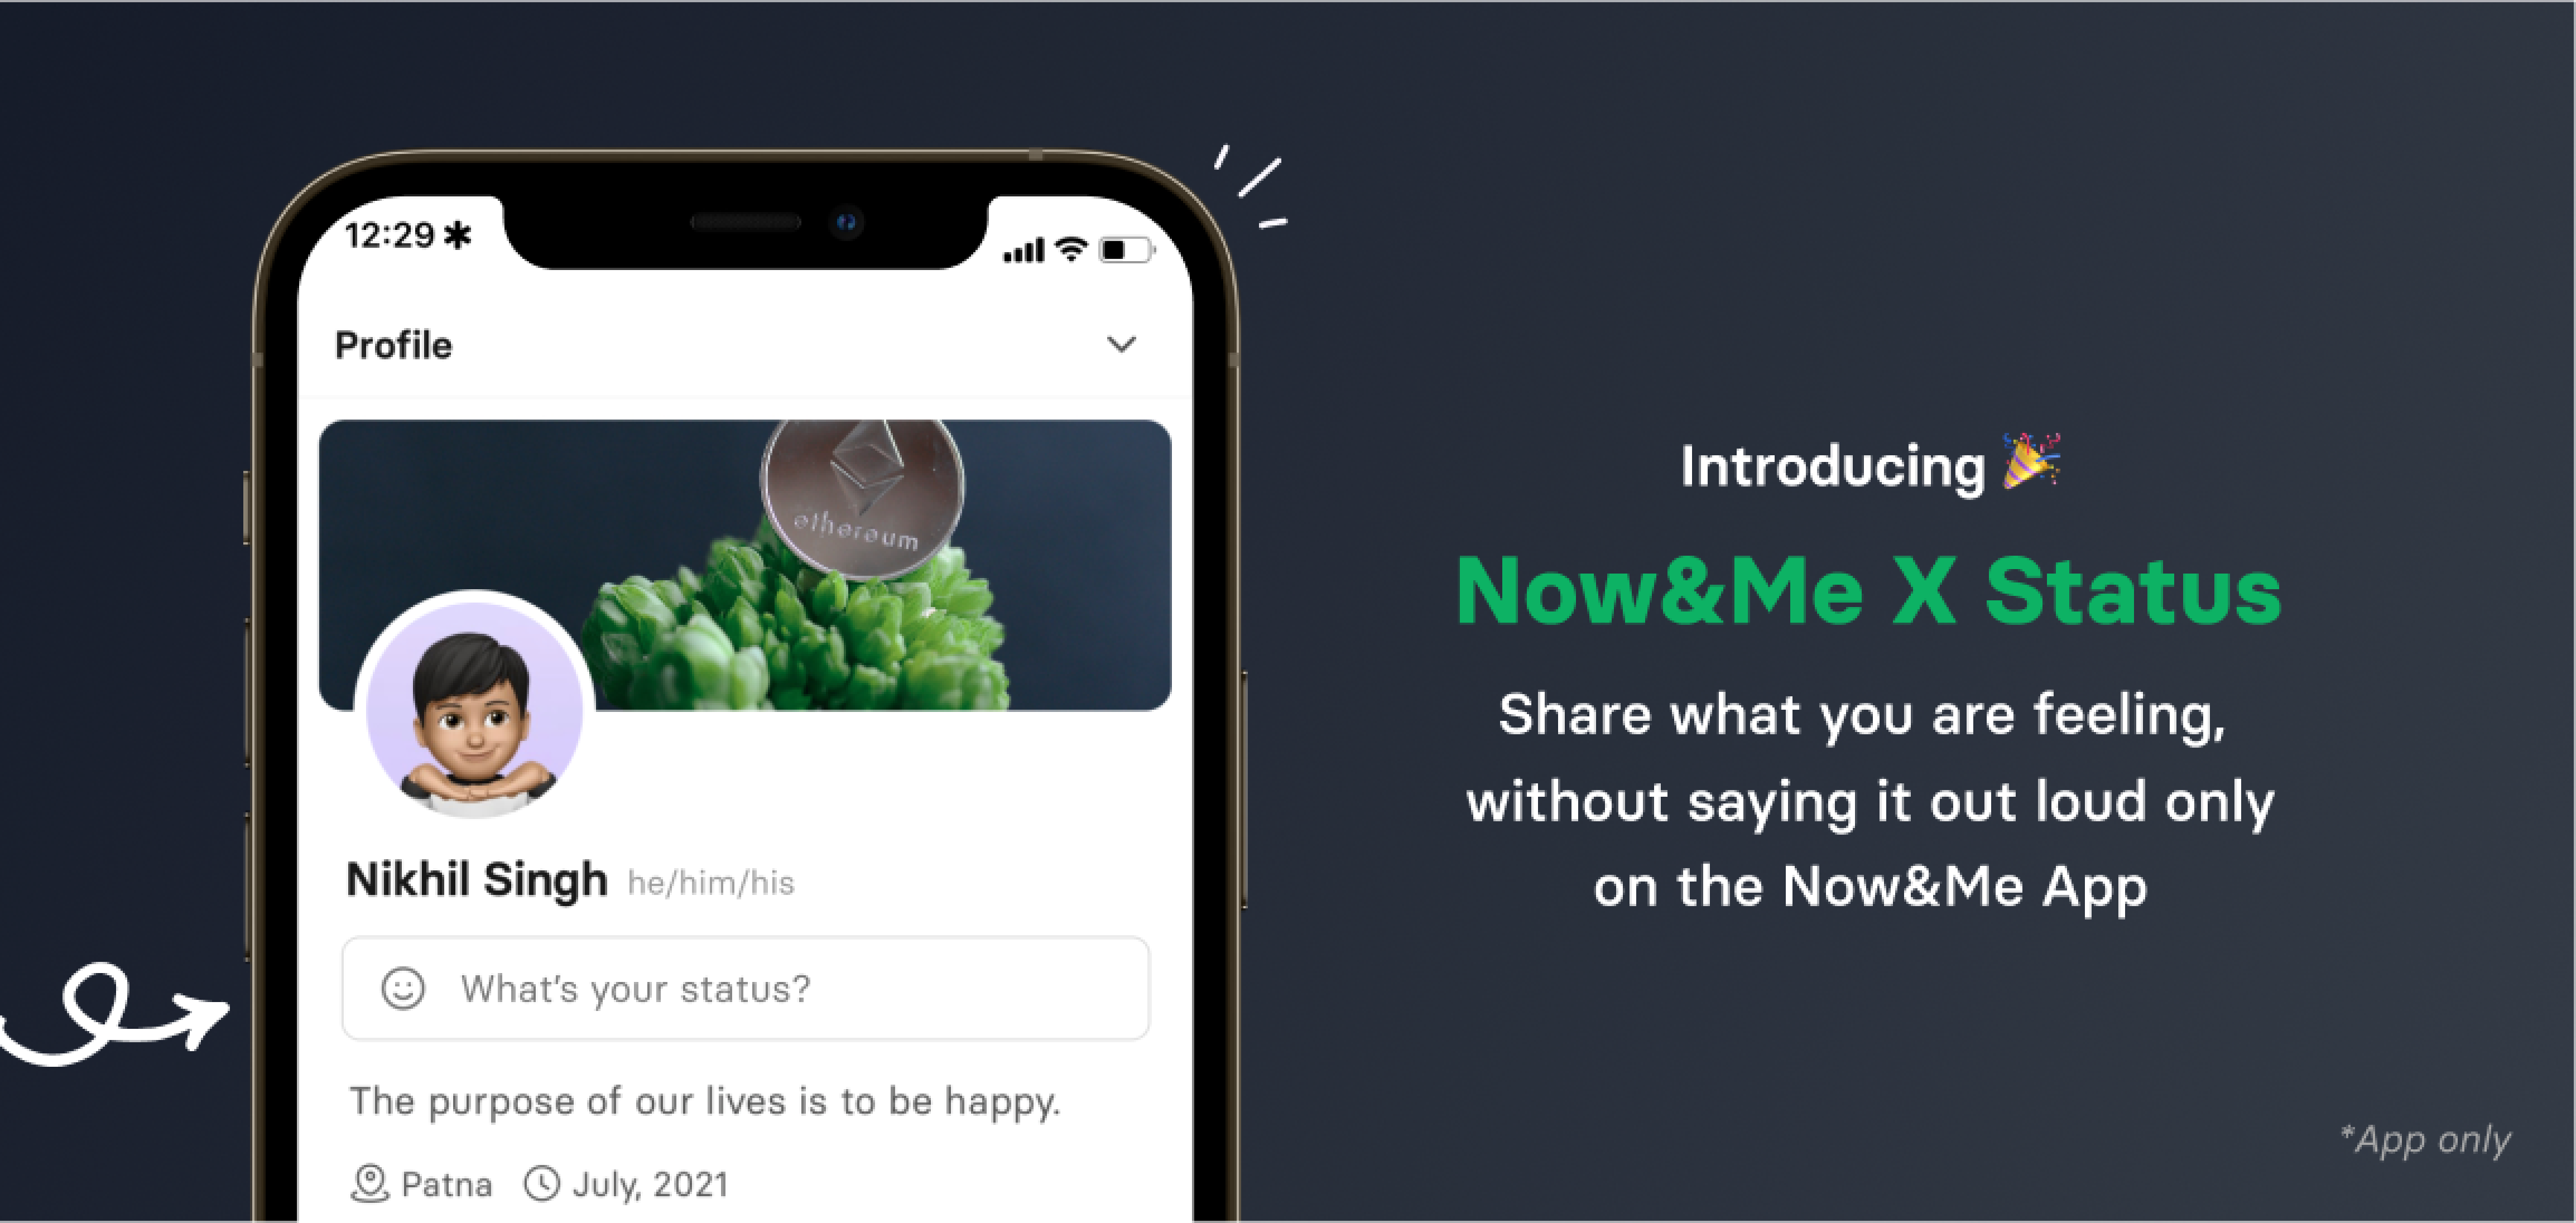 12:29
Profile
ethereum
Nikhil Singh he/him/his
What's your status?
The purpose of our lives is to be happy.
Patna July, 2021
Introducing 🎉
Now&Me X Status
Share what you are feeling,
without saying it out loud only
on the Now&Me App
*App only